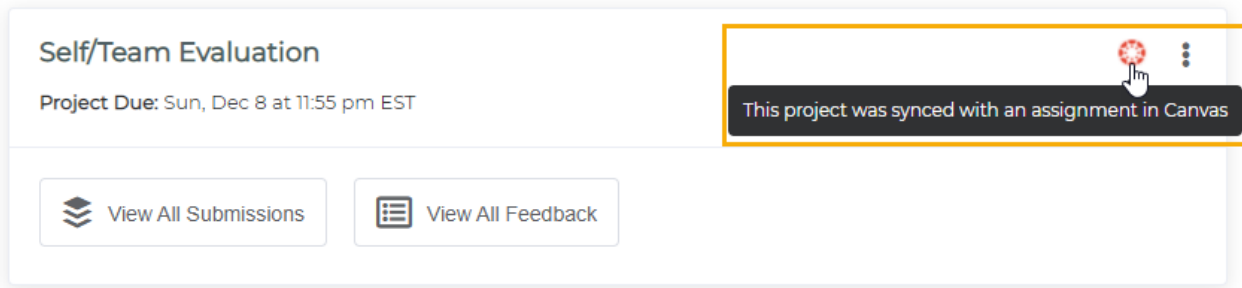 Self/Team Evaluation
Project Due: Sun, Dec 8 at 11:55 pm EST
This project was synced with an assignment in Canvas
View All Submissions
View All Feedback